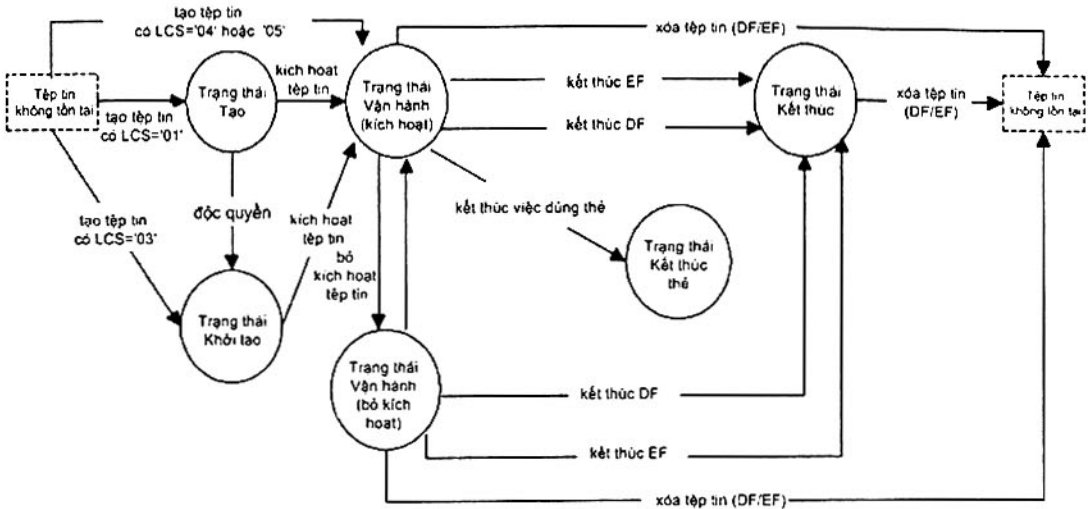 tạo tệp tin
có LCS='04' hoặc '05'
xóa tệp tin (DF/EF)
Tệp tin
không tồn tại
Trạng thái
Tạo
kích hoạt
tệp tin
Trạng thái
Vận hành
(kích hoạt)
kết thúc EF
kết thúc DF
Trạng thái
Kết thúc
xóa tệp tin
(DF/EF)
Tệp tin
không tồn tại
tạo tệp tin
có LCS='01'
tạo tệp tin
có LCS='03'
độc quyền
kích hoạt
tệp tin
bỏ
kích hoạt
tệp tin
kết thúc việc dùng thẻ
Trạng thái
Kết thúc
thẻ
Trạng thái
Khởi tạo
Trạng thái
Vận hành
(bỏ kích
hoạt)
kết thúc DF
kết thúc EF
xóa tệp tin (DF/EF)